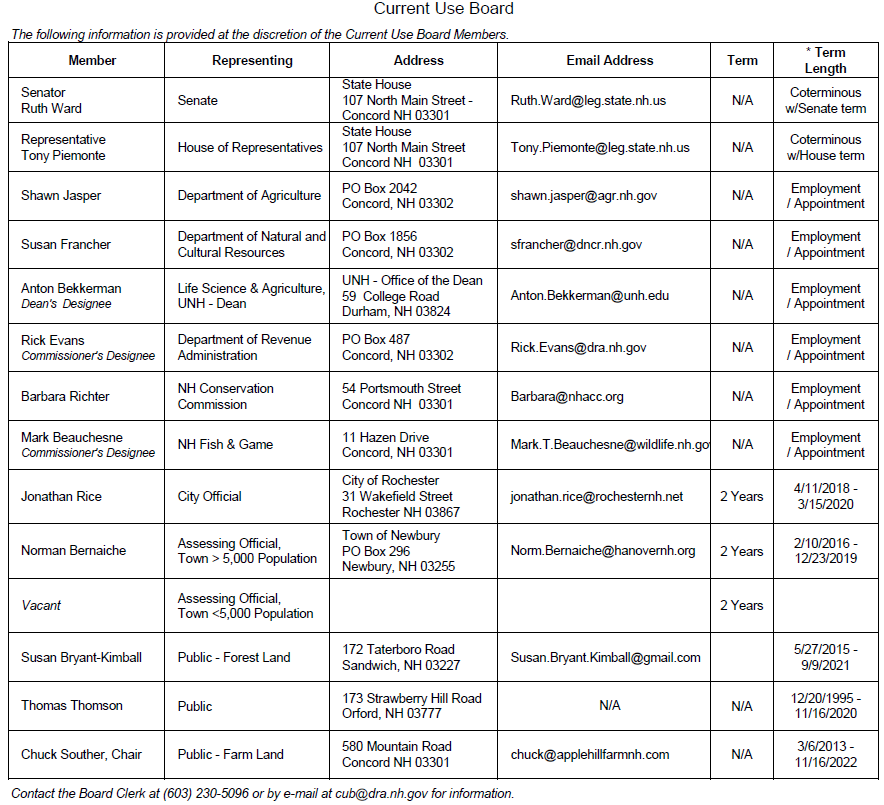 Current Use Board
The following information is provided at the discretion of the Current Use Board Members.
Member Representing Address Email Address Term * Term Length
Senator
Ruth Ward
Senate
State House
107 North Main Street -
Concord NH 03301
Ruth.Ward@leg.state.nh.us
N/A
Coterminous
w/Senate term
Representative
Tony Piemonte
House of Representatives
State House
107 North Main Street
Concord NH 03301
Tony.Piemonte@leg.state.nh.us
N/A
Coterminous
w/House term
Shawn Jasper
Department of Agriculture
PO Box 2042
Concord, NH 03302
shawn.jasper@agr.nh.gov
N/A
Employment
/ Appointment
Susan Francher
Department of Natural and
Cultural Resources
PO Box 1856
Concord, NH 03302
sfrancher@dncr.nh.gov
N/A
Employment
/ Appointment
Anton Bekkerman
Dean's Designee
Life Science & Agriculture,
UNH - Dean
UNH - Office of the Dean
59 College Road
Durham, NH 03824
Anton.Bekkerman@unh.edu
N/A
Employment
/ Appointment
Rick Evans
Commissioner's Designee
Department of Revenue
Administration
PO Box 487
Concord, NH 03302
Rick.Evans@dra.nh.gov
N/A
Employment
/ Appointment
Barbara Richter
NH Conservation
Commission
54 Portsmouth Street
Concord NH 03301
Barbara@nhacc.org
N/A
Employment
/ Appointment
Mark Beauchesne
Commissioner's Designee
NH Fish & Game
11 Hazen Drive
Concord, NH 03301
Mark.T.Beauchesne@wildlife.nh.go
N/A
Employment
/ Appointment
Jonathan Rice
City Official
City of Rochester
31 Wakefield Street
Rochester NH 03867
jonathan.rice@rochesternh.net
2 Years
4/11/2018 -
3/15/2020
Norman Bernaiche
Assessing Official,
Town > 5,000 Population
Town of Newbury
PO Box 296
Newbury, NH 03255
Norm.Bernaiche@hanovernh.org
2 Years
2/10/2016 -
12/23/2019
Vacant
Assessing Official,
Town <5,000 Population
2 Years
Susan Bryant-Kimball
Public - Forest Land
172 Taterboro Road
Sandwich, NH 03227
Susan.Bryant.Kimball@gmail.com
5/27/2015 -
9/9/2021
Thomas Thomson
Public
173 Strawberry Hill Road
Orford, NH 03777
N/A
N/A
12/20/1995 -
11/16/2020
Chuck Souther, Chair
Public - Farm Land
580 Mountain Road
Concord NH 03301
chuck@applehillfarmnh.com
N/A
3/6/2013 -
11/16/2022
Contact the Board Clerk at (603) 230-5096 or by e-mail at cub@dra.nh.gov for information.